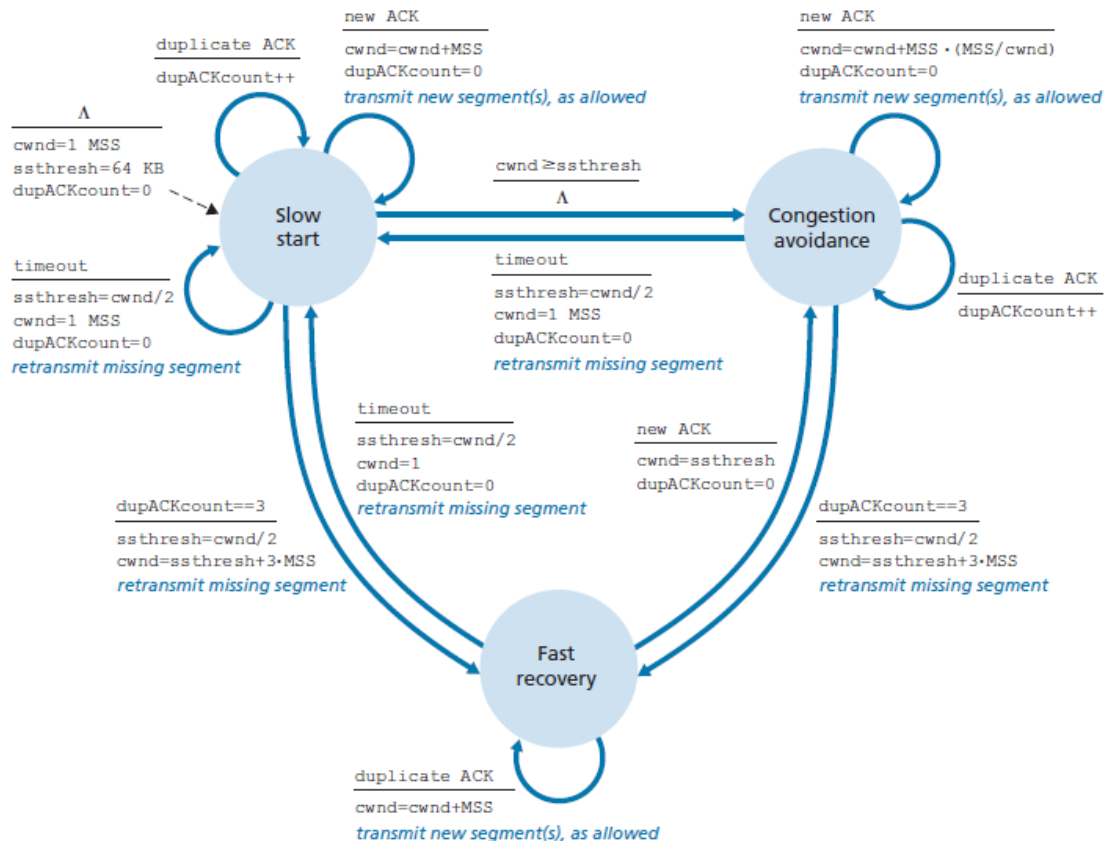 new ACK
cwnd=cwnd+MSS
dupACKcount=0
transmit new segment(s), as allowed
new ACK
cwnd=cwnd+MSS · (MSS/cwnd)
dupACKcount=0
transmit new segment(s), as allowed
duplicate ACK
dupACKcount++
Λ
cwnd=1 MSS
ssthresh=64 KB
dupACKcount=0
cwnd ≥ssthresh
Λ
Slow
start
Congestion
avoidance
timeout
ssthresh=cwnd/2
cwnd=1 MSS
dupACKcount=0
retransmit missing segment
timeout
ssthresh=cwnd/2
cwnd=1 MSS
dupACKcount=0
retransmit missing segment
duplicate ACK
dupACKcount++
timeout
ssthresh=cwnd/2
cwnd=1
dupACKcount=0
retransmit missing segment
new ACK
cwnd=ssthresh
dupACKcount=0
dupACKcount==3
ssthresh=cwnd/2
cwnd=ssthresh+3·MSS
retransmit missing segment
dupACKcount==3
ssthresh=cwnd/2
cwnd=ssthresh+3·MSS
retransmit missing segment
Fast
recovery
duplicate ACK
cwnd=cwnd+MSS
transmit new segment(s), as allowed